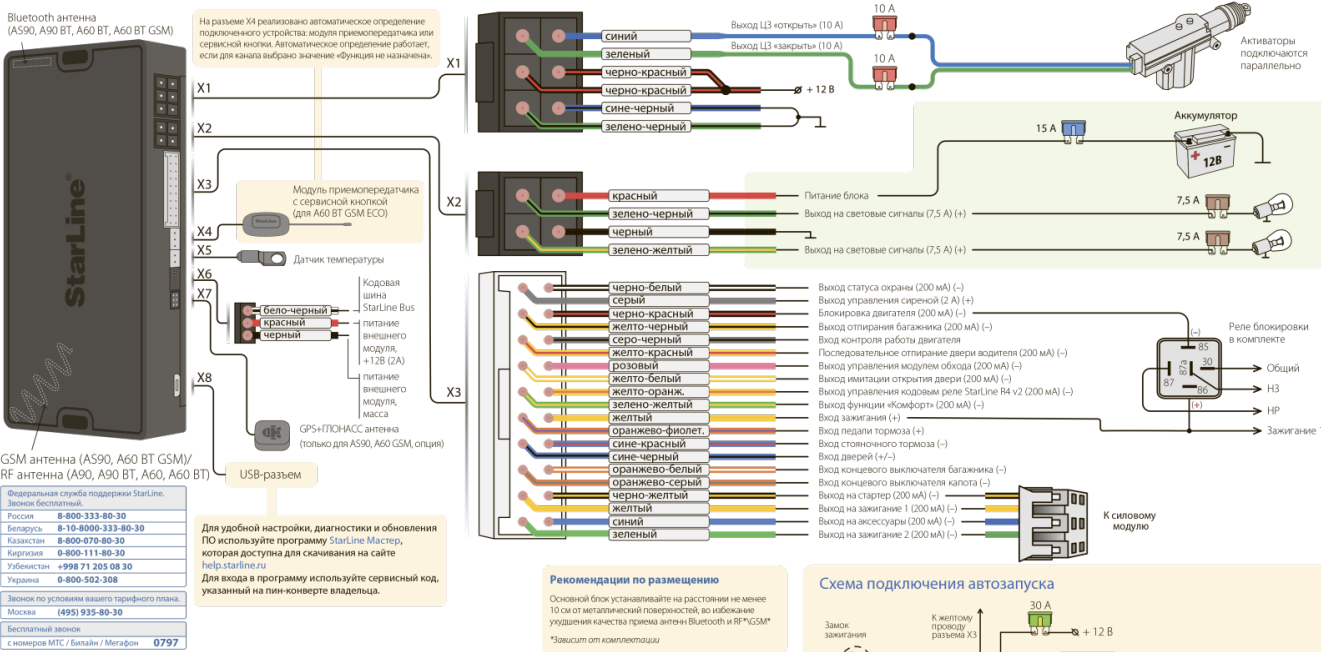 Bluetooth антенна
(AS90, A90 BT, A60 BT, A60 BT GSM)
На разъеме X4 реализовано автоматическое определение
подключенного устройства: модуля приемопередатчика или
сервисной кнопки. Автоматическое определение работает,
если для канала выбрано значение «Функция не назначена».
StarLine®
X1
X2
X3
X4
X5
X6
X7
X8
Модуль приемопередатчика
с сервисной кнопкой
(для A60 BT GSM ECO)
StarLine
Датчик температуры
бело-черный
красный
черный
Кодовая
шина
StarLine Bus
питание
внешнего
модуля,
+12В (2А)
питание
внешнего
модуля,
масса
GPS+ГЛОНАСС антенна
(только для AS90, A60 GSM, опция)
USB-разъем
GSM антенна (AS90, A60 BT GSM)/
RF антенна (A90, A90 BT, A60, A60 BT)
Федеральная служба поддержки StarLine.
Звонок бесплатный.
Россия 8-800-333-80-30
Беларусь 8-10-8000-333-80-30
Казахстан 8-800-070-80-30
Киргизия 0-800-111-80-30
Узбекистан +998 71 205 08 30
Украина 0-800-502-308
Звонок по условиям вашего тарифного плана.
Москва (495) 935-80-30
Бесплатный звонок
с номеров МТС / Билайн / Мегафон 0797
Для удобной настройки, диагностики и обновления
ПО используйте программу StarLine Мастер,
которая доступна для скачивания на сайте
help.starline.ru
Для входа в программу используйте сервисный код,
указанный на пин-конверте владельца.
X1
синий
зеленый
черно-красный
черно-красный
сине-черный
зелено-черный
Выход ЦЗ «открыть» (10 А)
Выход ЦЗ «закрыть» (10 А)
+ 12 В
10 А
10 А
Активаторы
подключаются
параллельно
X2
красный
зелено-черный
черный
зелено-желтый
Питание блока
Выход на световые сигналы (7,5 А) (+)
Выход на световые сигналы (7,5 А) (+)
15 А
Аккумулятор
12В
7,5 А
7,5 А
X3
черно-белый Выход статуса охраны (200 мА) (–)
серый Выход управления сиреной (2 А) (+)
черно-красный Блокировка двигателя (200 мА) (–)
желто-черный Выход отпирания багажника (200 мА) (–)
серо-черный Вход контроля работы двигателя
желто-красный Последовательное отпирание двери водителя (200 мА) (–)
розовый Выход управления модулем обхода (200 мА) (–)
желто-белый Выход имитации открытия двери (200 мА) (–)
желто-оранж. Выход управления кодовым реле StarLine R4 v2 (200 мА) (–)
зелено-желтый Выход функции «Комфорт» (200 мА) (–)
желтый Вход зажигания (+)
оранжево-фиолет. Вход педали тормоза (+)
сине-красный Вход стояночного тормоза (–)
сине-черный Вход дверей (+/–)
оранжево-белый Вход концевого выключателя багажника (–)
оранжево-серый Вход концевого выключателя капота (–)
черно-желтый Выход на стартер (200 мА) (–)
желтый Выход на зажигание 1 (200 мА) (–)
синий Выход на аксессуары (200 мА) (–)
зеленый Выход на зажигание 2 (200 мА) (–)
К силовому
модулю
Реле блокировки
в комплекте
(–)
85
30
87а
87
86
(+)
Общий
НЗ
НР
Зажигание 1
Рекомендации по размещению
Основной блок устанавливайте на расстоянии не менее
10 см от металлический поверхностей, во избежание
ухудшения качества приема антенн Bluetooth и RF*\GSM*
*Зависит от комплектации
Схема подключения автозапуска
Замок
зажигания
К желтому
проводу
разъема X3
30 А
+ 12 В